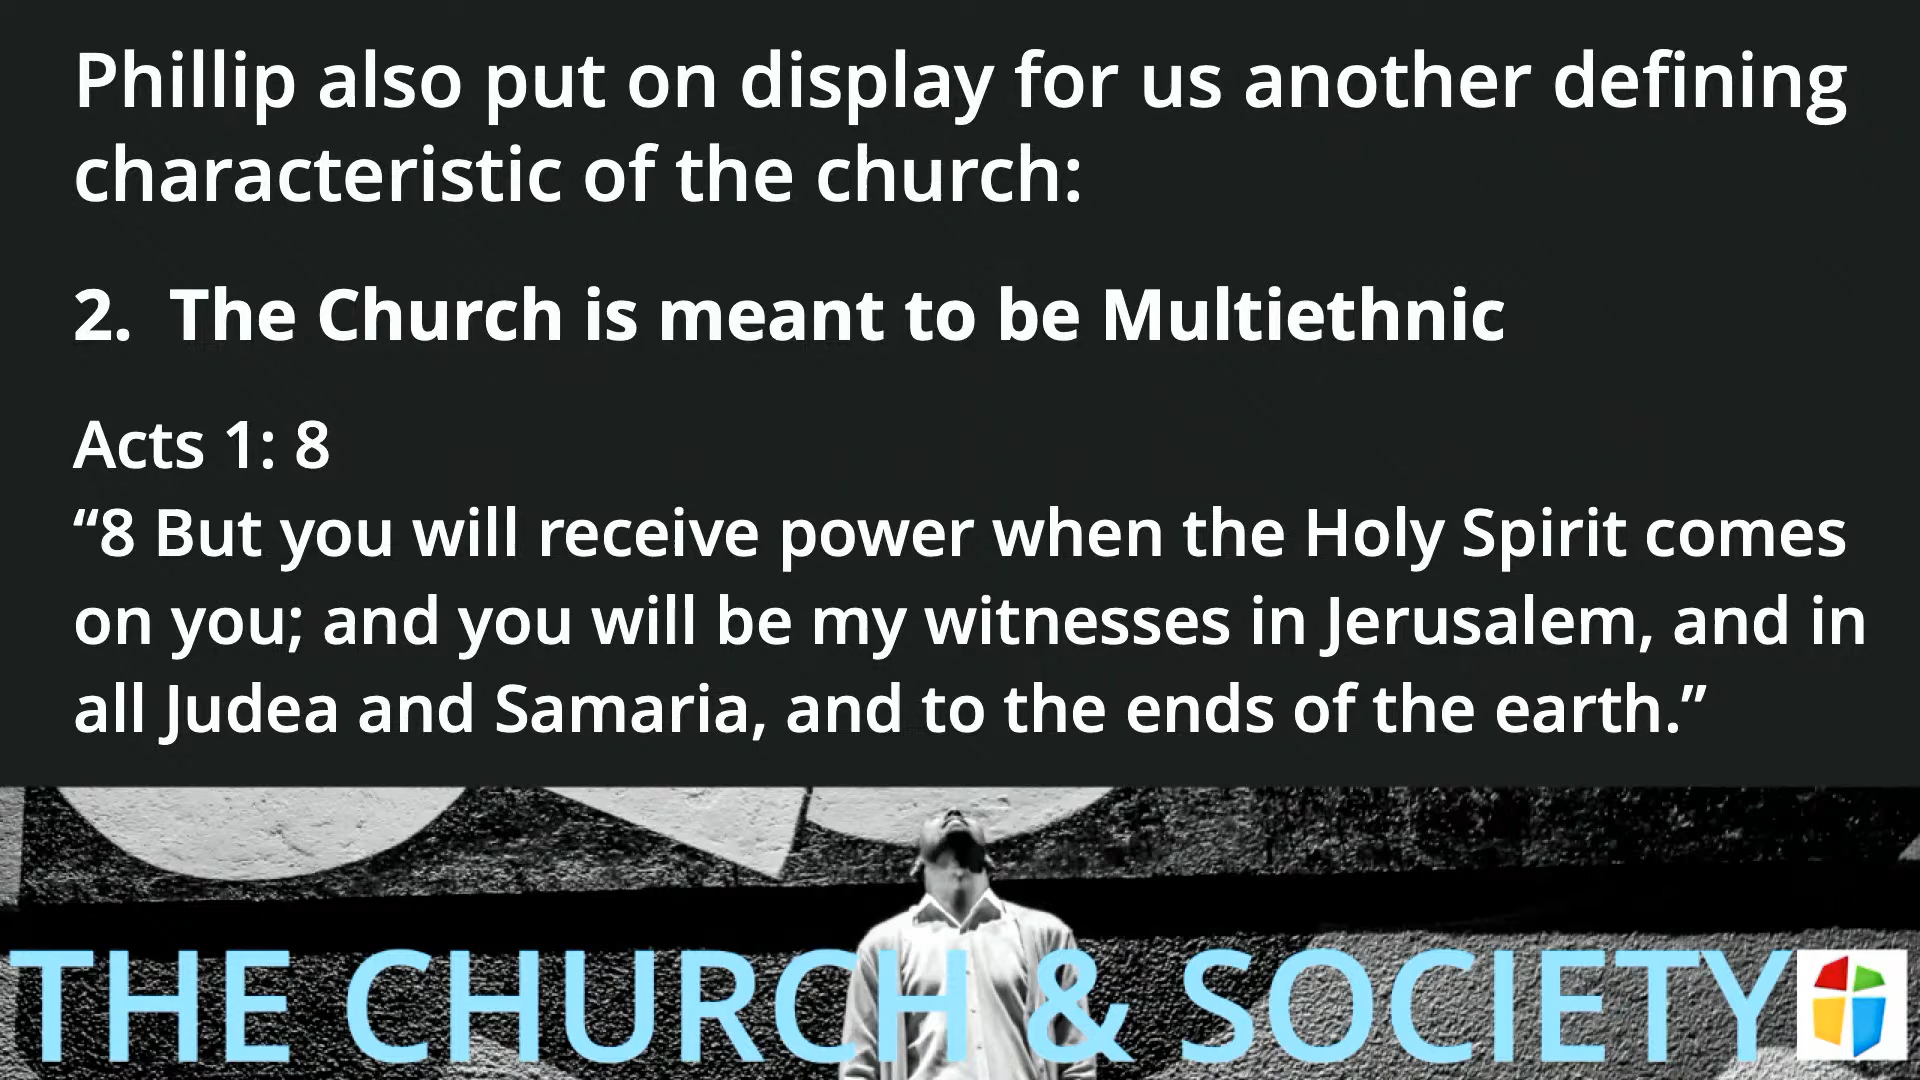 Phillip also put on display for us another defining
characteristic of the church:
2. The Church is meant to be Multiethnic
Acts 1: 8
“8 But you will receive power when the Holy Spirit comes
on you; and you will be my witnesses in Jerusalem, and in
all Judea and Samaria, and to the ends of the earth.”
THE CHURCH & SOCIETY